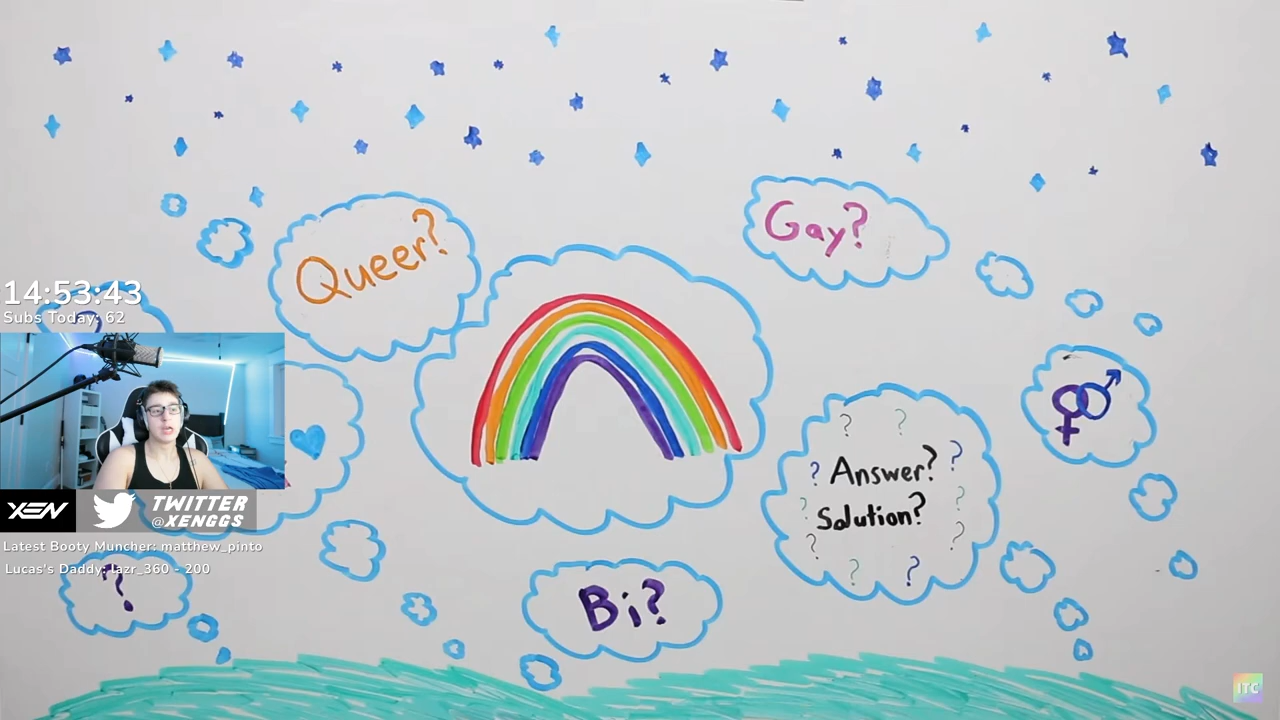 Queer?
Gay?
14:53:43
Subs Today: 62
?
? ?
? Answer? ?
? Solution? ?
? ?
? ?
XEN
TWITTER
@XENGGS
Latest Booty Muncher: matthew_pinto
Lucas's Daddy: lazr_360 - 200
?
Bi?
ITC